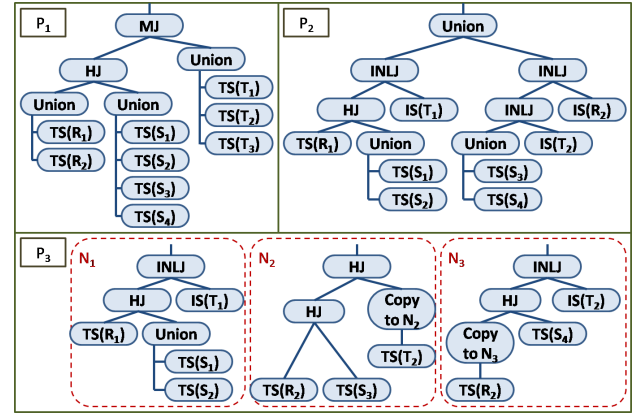 P1
MJ
HJ Union
Union Union TS(T1)
TS(R1) TS(S1) TS(T2)
TS(R2) TS(S2) TS(T3)
TS(S3)
TS(S4)
P2
Union
INLJ INLJ
HJ IS(T1) INLJ IS(R2)
TS(R1) Union Union IS(T2)
TS(S1) TS(S3)
TS(S2) TS(S4)
P3
N1
INLJ
HJ IS(T1)
TS(R1) Union
TS(S1)
TS(S2)
N2
HJ
HJ Copy
to N2
TS(T2)
TS(R2) TS(S3)
N3
INLJ
HJ IS(T2)
Copy TS(S4)
to N3
TS(R2)